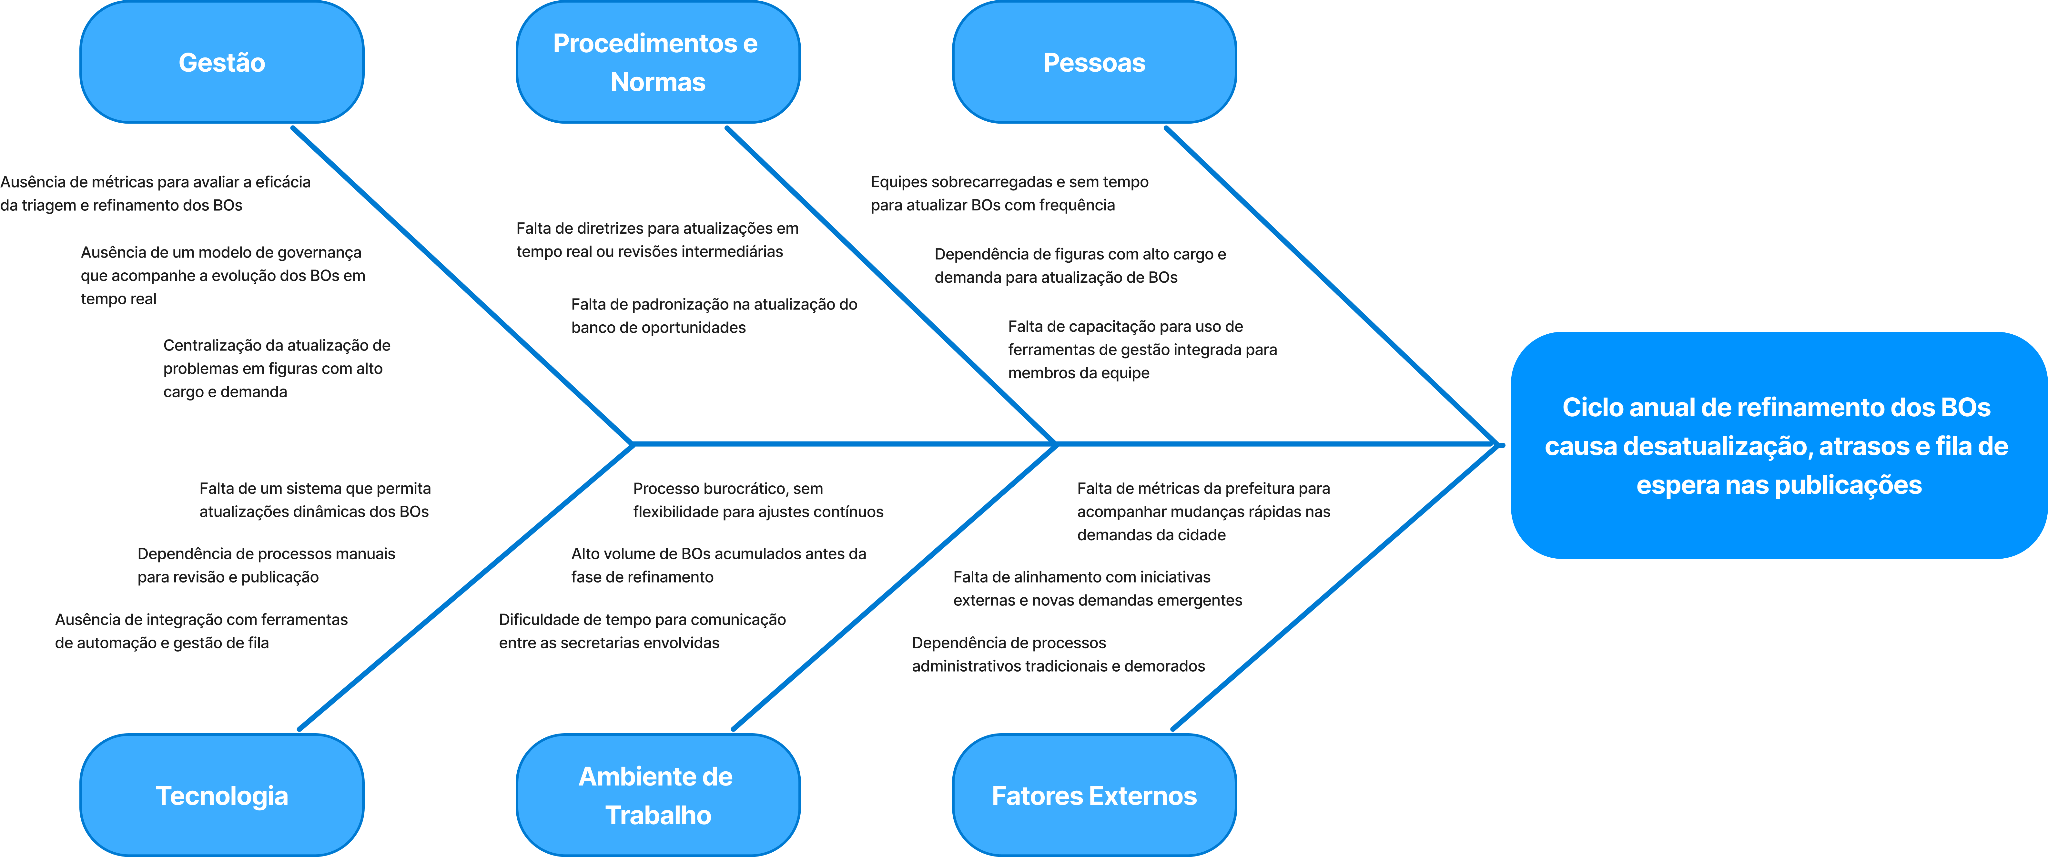 Gestão
Procedimentos e
Normas
Pessoas
Ausência de métricas para avaliar a eficácia
da triagem e refinamento dos BOs
Ausência de um modelo de governança
que acompanhe a evolução dos BOs em
tempo real
Centralização da atualização de
problemas em figuras com alto
cargo e demanda
Falta de diretrizes para atualizações em
tempo real ou revisões intermediárias
Falta de padronização na atualização do
banco de oportunidades
Equipes sobrecarregadas e sem tempo
para atualizar BOs com frequência
Dependência de figuras com alto cargo e
demanda para atualização de BOs
Falta de capacitação para uso de
ferramentas de gestão integrada para
membros da equipe
Ciclo anual de refinamento dos BOs
causa desatualização, atrasos e fila de
espera nas publicações
Falta de um sistema que permita
atualizações dinâmicas dos BOs
Dependência de processos manuais
para revisão e publicação
Ausência de integração com ferramentas
de automação e gestão de fila
Processo burocrático, sem
flexibilidade para ajustes contínuos
Alto volume de BOs acumulados antes da
fase de refinamento
Dificuldade de tempo para comunicação
entre as secretarias envolvidas
Falta de métricas da prefeitura para
acompanhar mudanças rápidas nas
demandas da cidade
Falta de alinhamento com iniciativas
externas e novas demandas emergentes
Dependência de processos
administrativos tradicionais e demorados
Tecnologia
Ambiente de
Trabalho
Fatores Externos